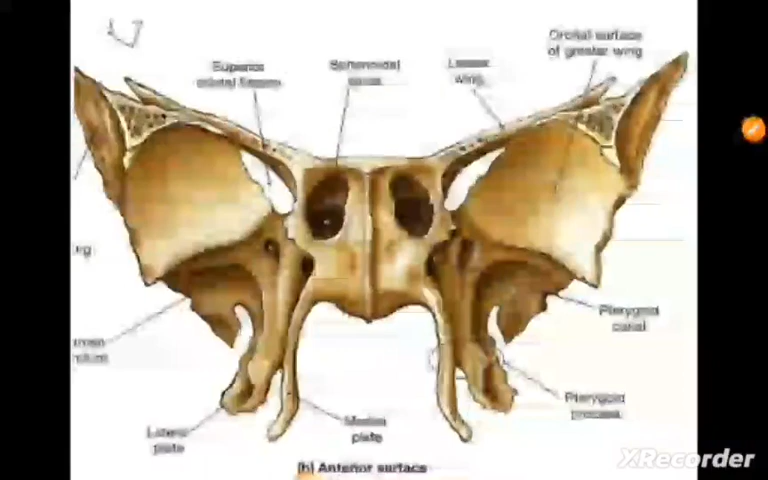 Orbital surface
of greater wing
Superior
orbital fissure
Sphenoidal
sinus
Lesser
wing
Pterygoid
canal
Pterygoid
process
Lateral
plate
Medial
plate
(b) Anterior surface
XRecorder